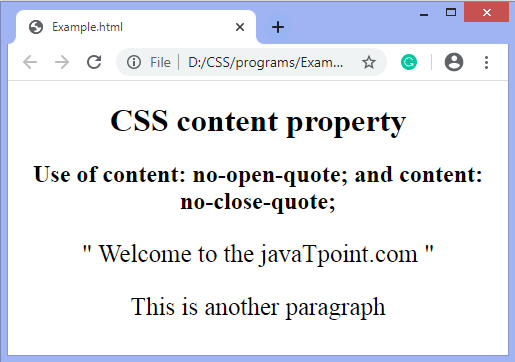 Example.html
File
D:/CSS/programs/Exam...
CSS content property
Use of content: no-open-quote; and content:
no-close-quote;
" Welcome to the javaTpoint.com "
This is another paragraph